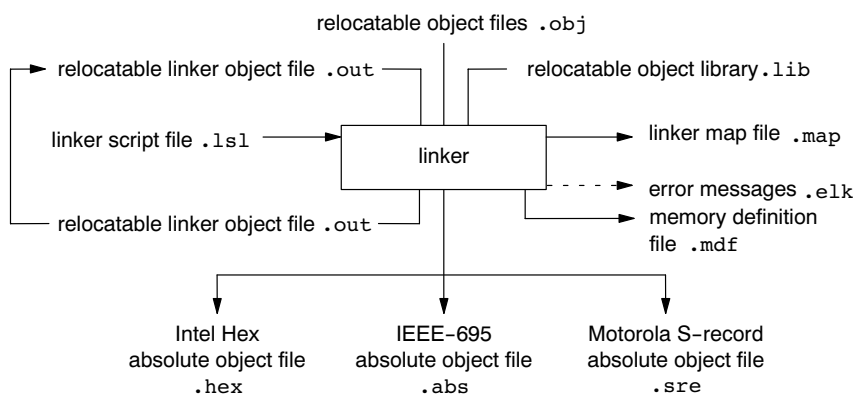 relocatable object files .obj
relocatable linker object file .out
relocatable object library.lib
linker script file .lsl
linker
linker map file .map
error messages .elk
relocatable linker object file .out
memory definition
file .mdf
Intel Hex
absolute object file
.hex
IEEE-695
absolute object file
.abs
Motorola S-record
absolute object file
.sre